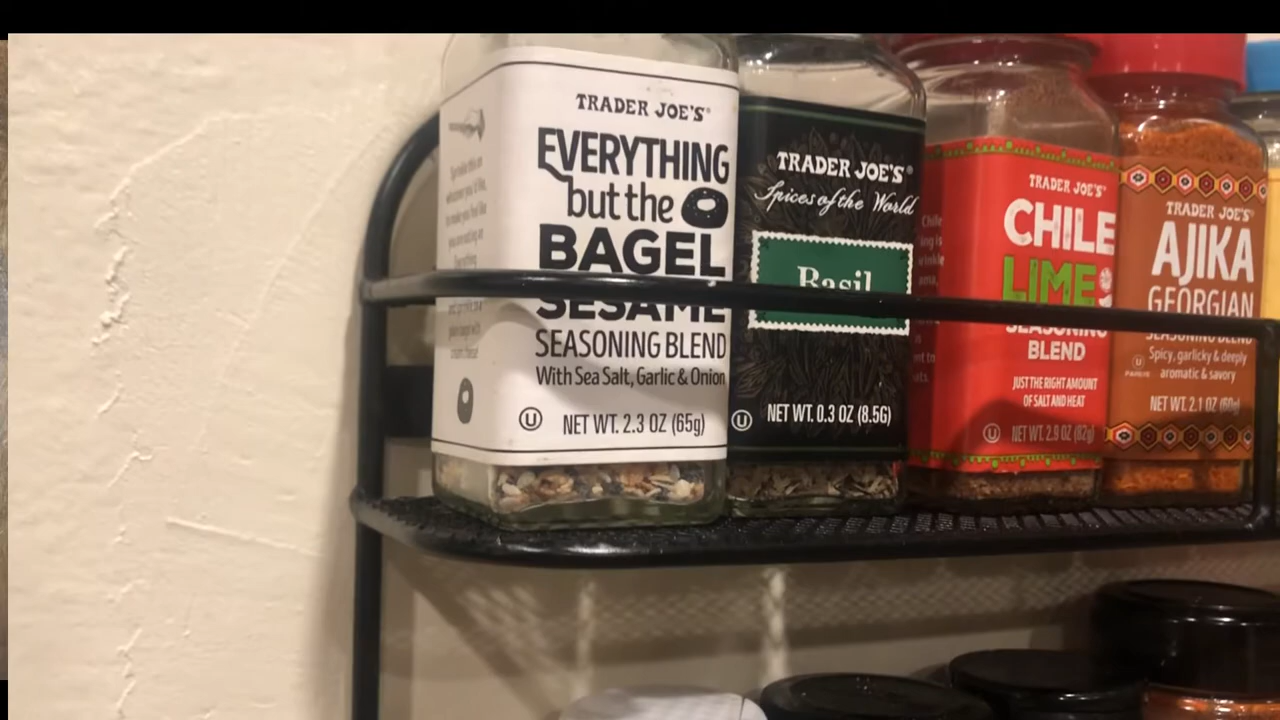 TRADER JOE'S®
EVERYTHING
but the
BAGEL
SESAME
SEASONING BLEND
With Sea Salt, Garlic & Onion
U
NET WT. 2.3 OZ (65g)
TRADER JOE'S®
Spices of the World
Basil
U
NET WT. 0.3 OZ (8.5G)
TRADER JOE'S®
CHILE
LIME
SEASONING
BLEND
JUST THE RIGHT AMOUNT
OF SALT AND HEAT
U
NET WT. 2.9 OZ (82g)
TRADER JOE'S®
AJIKA
GEORGIAN
SEASONING BLEND
Spicy, garlicky & deeply
aromatic & savory
U
PAREVE
NET WT. 2.1 OZ (60g)